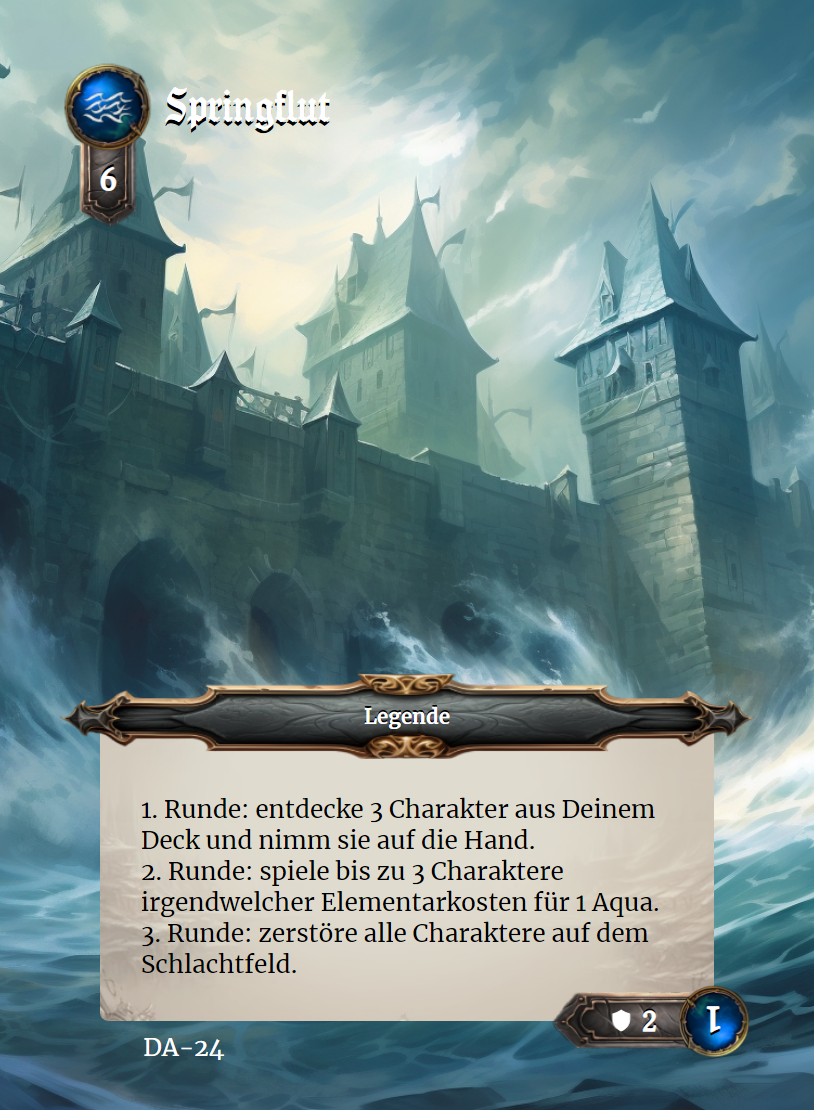 Springflut
6
Legende
1. Runde: entdecke 3 Charakter aus Deinem
Deck und nimm sie auf die Hand.
2. Runde: spiele bis zu 3 Charaktere
irgendwelcher Elementarkosten für 1 Aqua.
3. Runde: zerstöre alle Charaktere auf dem
Schlachtfeld.
2
1
DA-24